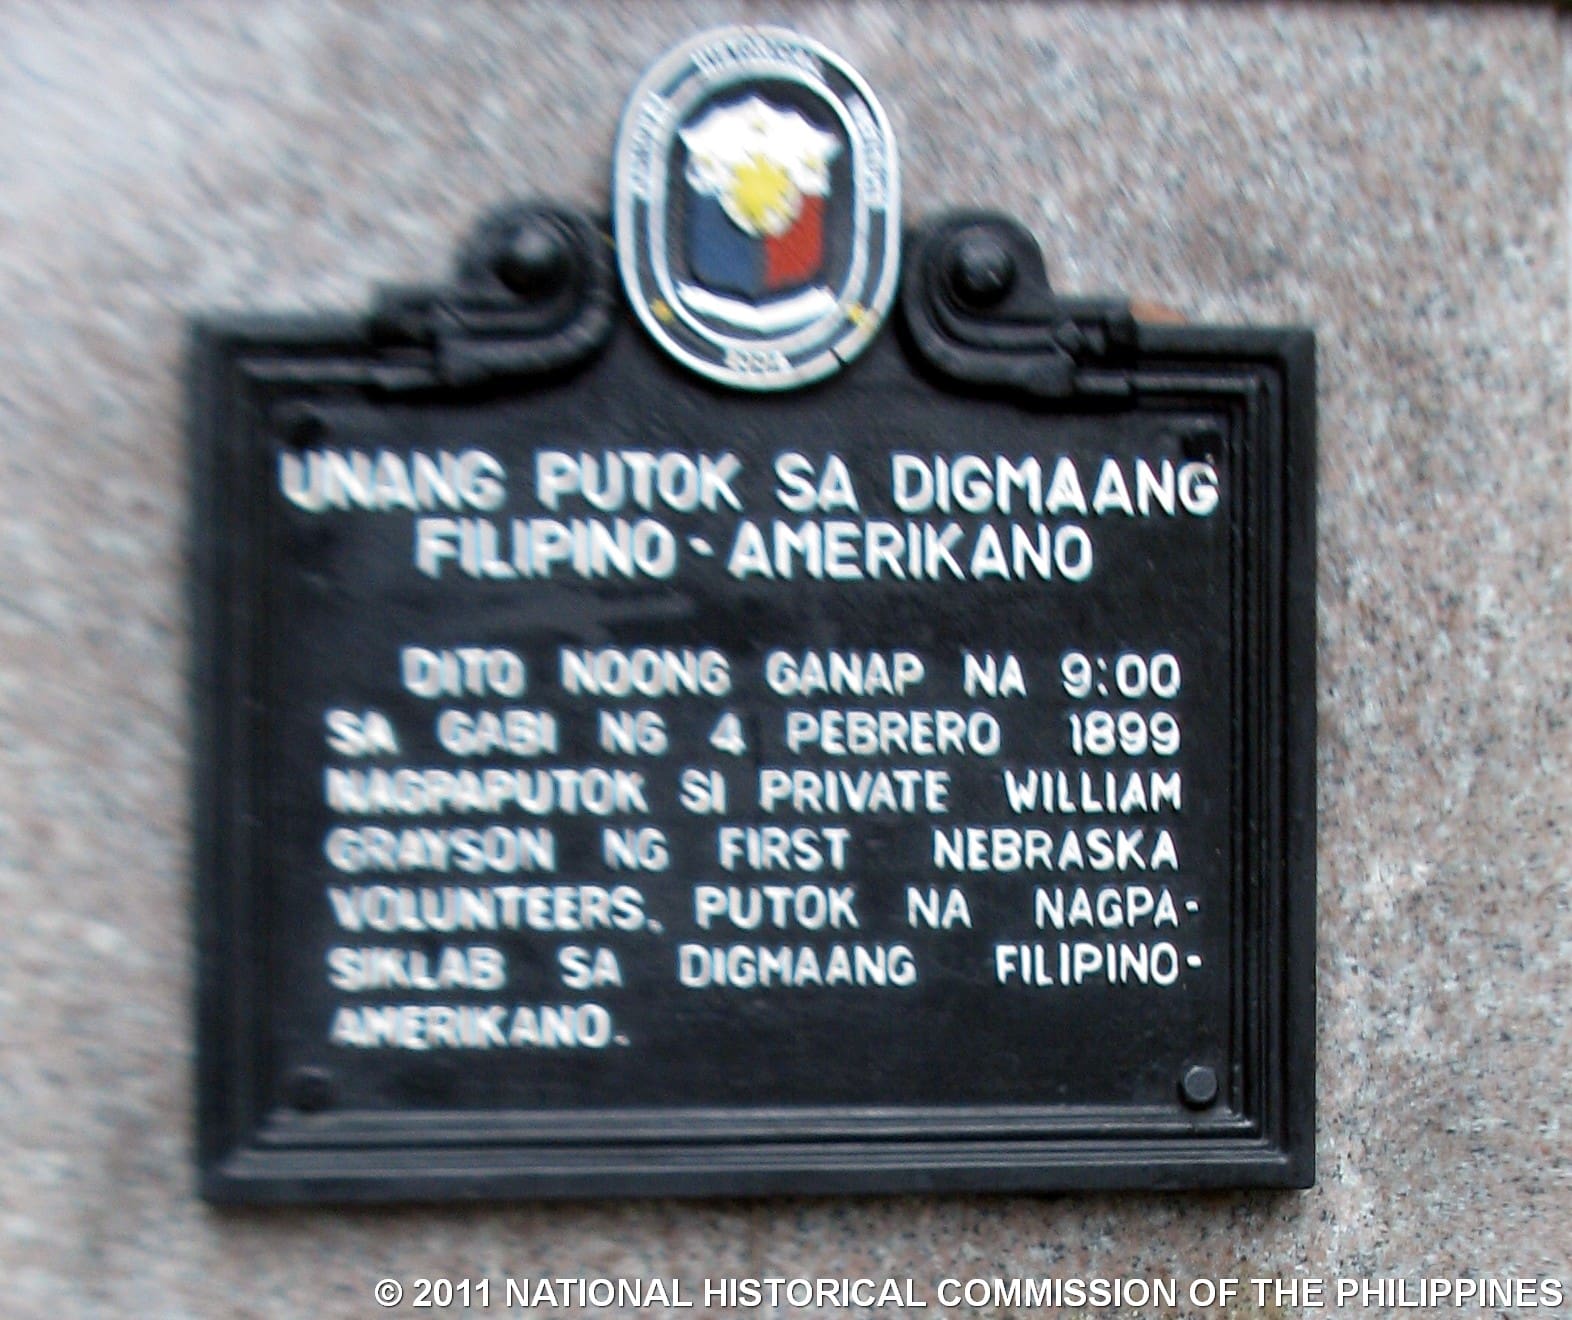 UNANG PUTOK SA DIGMAANG
FILIPINO-AMERIKANO
DITO NOONG GANAP NA 9:00
SA GABI NG 4 PEBRERO 1899
NAGPAPUTOK SI PRIVATE WILLIAM
GRAYSON NG FIRST NEBRASKA
VOLUNTEERS. PUTOK NA NAGPA-
SIKLAB SA DIGMAANG FILIPINO-
AMERIKANO.
© 2011 NATIONAL HISTORICAL COMMISSION OF THE PHILIPPINES